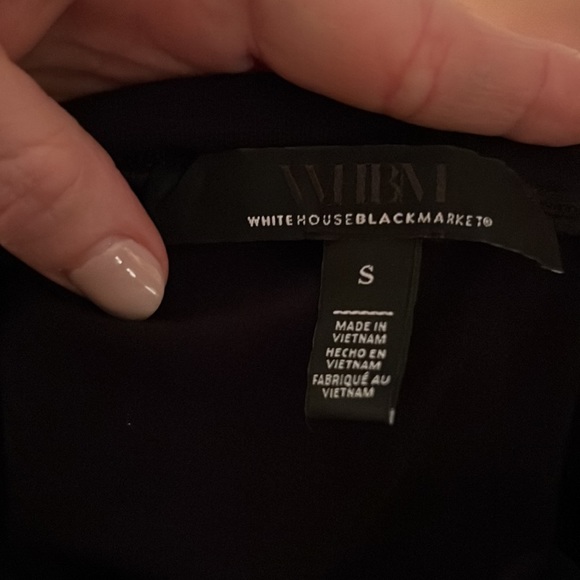 WHBM
WHITEHOUSEBLACKMARKET®
S
MADE IN
VIETNAM
HECHO EN
VIETNAM
FABRIQUÉ AU
VIETNAM